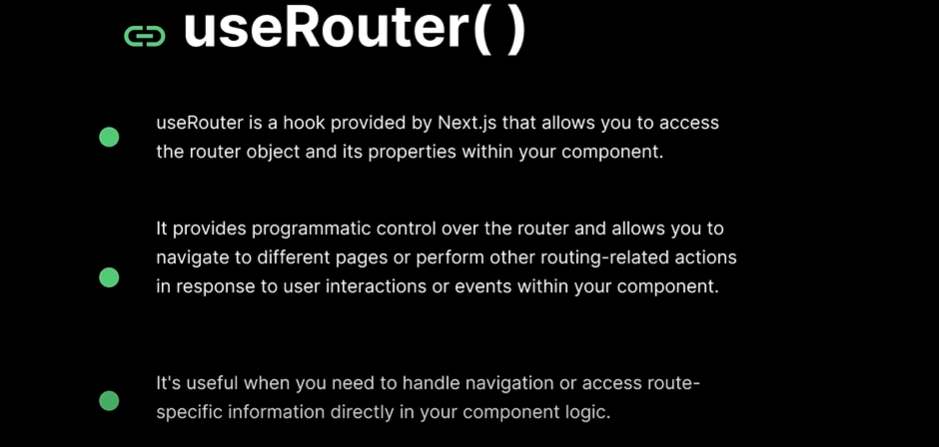 useRouter( )
useRouter is a hook provided by Next.js that allows you to access
the router object and its properties within your component.
It provides programmatic control over the router and allows you to
navigate to different pages or perform other routing-related actions
in response to user interactions or events within your component.
It's useful when you need to handle navigation or access route-
specific information directly in your component logic.